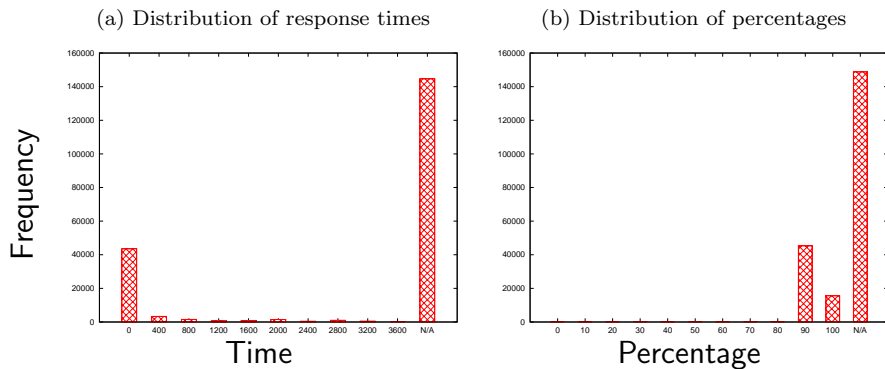 (a) Distribution of response times
(b) Distribution of percentages
160000
140000
120000
100000
80000
60000
40000
20000
0
Frequency
0 400 800 1200 1600 2000 2400 2800 3200 3600 N/A
Time
160000
140000
120000
100000
80000
60000
40000
20000
0
0 10 20 30 40 50 60 70 80 90 100 N/A
Percentage